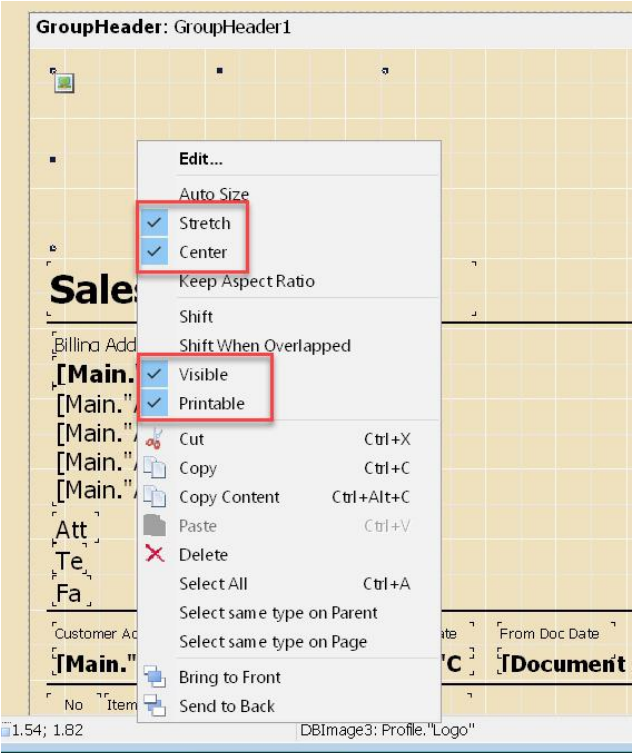 GroupHeader: GroupHeader1
Edit...
Auto Size
Stretch
Center
Keep Aspect Ratio
Sales
Shift
Billing Add
Shift When Overlapped
[Main.
Visible
[Main."
Printable
[Main."
Cut Ctrl+X
[Main."
Copy Ctrl+C
[Main."
Copy Content Ctrl+Alt+C
Att
Paste Ctrl+V
Te
Delete
Fa
Select All Ctrl+A
Select same type on Parent
Customer Ac
ate From Doc Date
Select same type on Page
[Main." "C [Document
Bring to Front
No Item
Send to Back
1.54; 1.82 DBImage3: Profile."Logo"